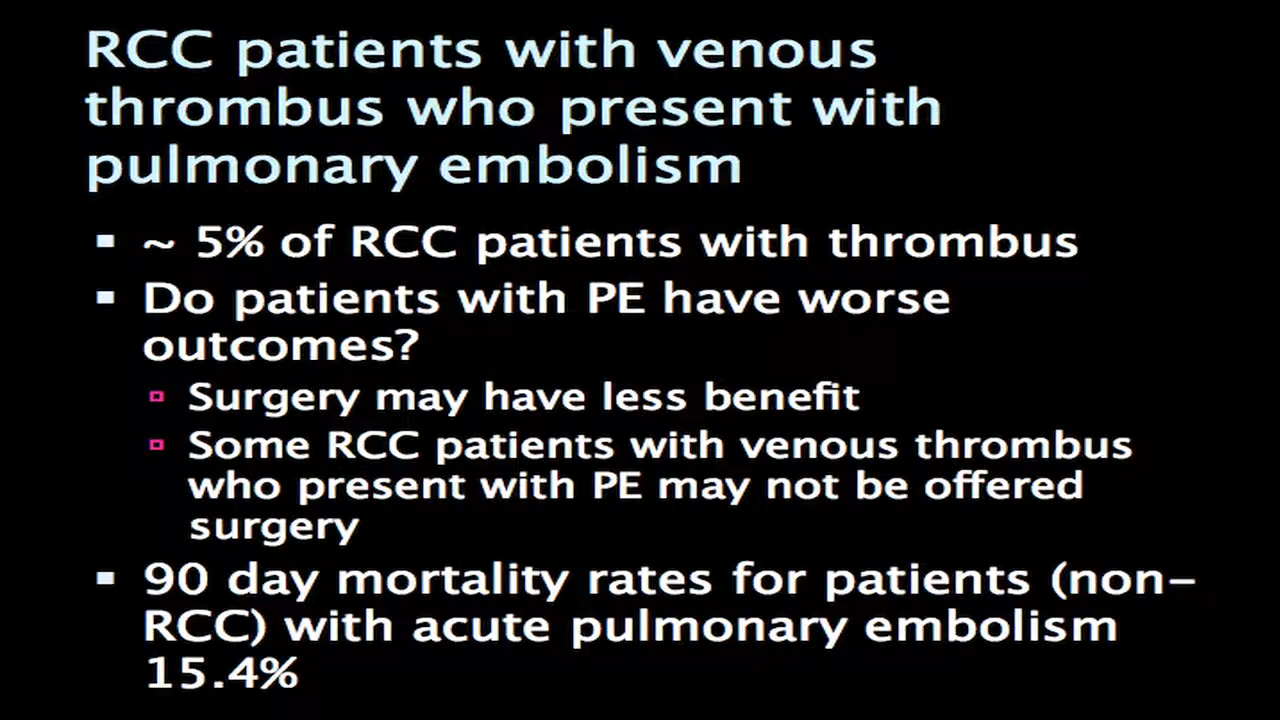 RCC patients with venous
thrombus who present with
pulmonary embolism
~ 5% of RCC patients with thrombus
Do patients with PE have worse
outcomes?
Surgery may have less benefit
Some RCC patients with venous thrombus
who present with PE may not be offered
surgery
90 day mortality rates for patients (non-
RCC) with acute pulmonary embolism
15.4%